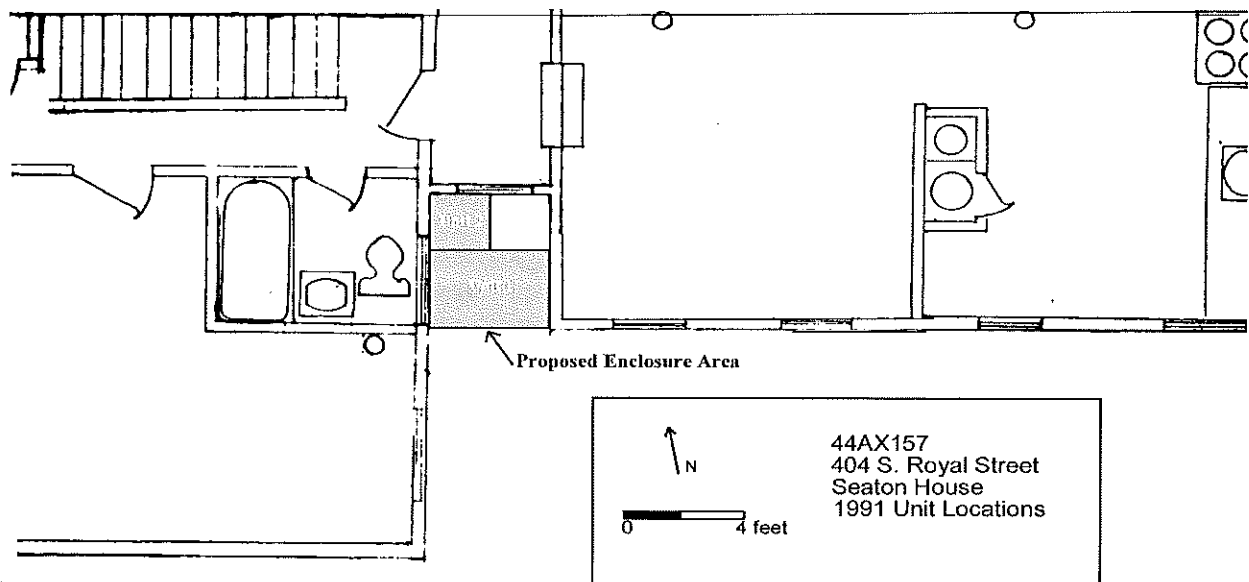 Proposed Enclosure Area
N
0 4 feet
44AX157
404 S. Royal Street
Seaton House
1991 Unit Locations